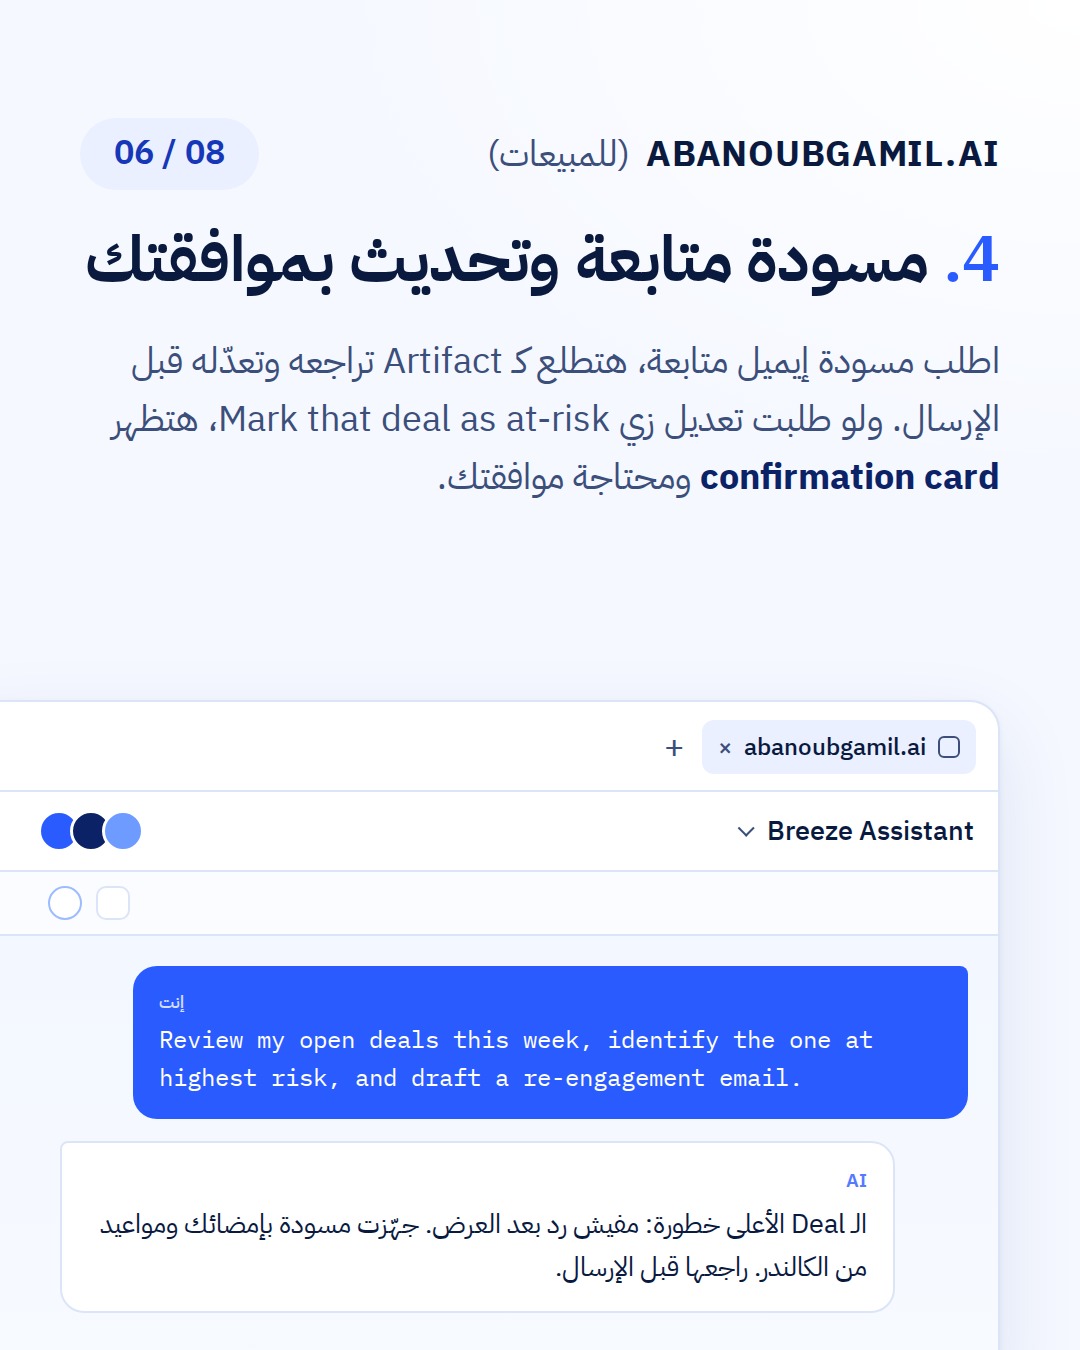 ABANOUBGAMIL.AI (للمبيعات)
06 / 08
4. مسودة متابعة وتحديث بموافقتك
اطلب مسودة إيميل متابعة، هتطلع كـ Artifact تراجعه وتعدّله قبل
الإرسال. ولو طلبت تعديل زي Mark that deal as at-risk، هتظهر
confirmation card ومحتاجة موافقتك.
abanoubgamil.ai × +
Breeze Assistant
إنت
Review my open deals this week, identify the one at
highest risk, and draft a re-engagement email.
AI
الـ Deal الأعلى خطورة: مفيش رد بعد العرض. جهّزت مسودة بإمضائك ومواعيد
من الكالندر. راجعها قبل الإرسال.